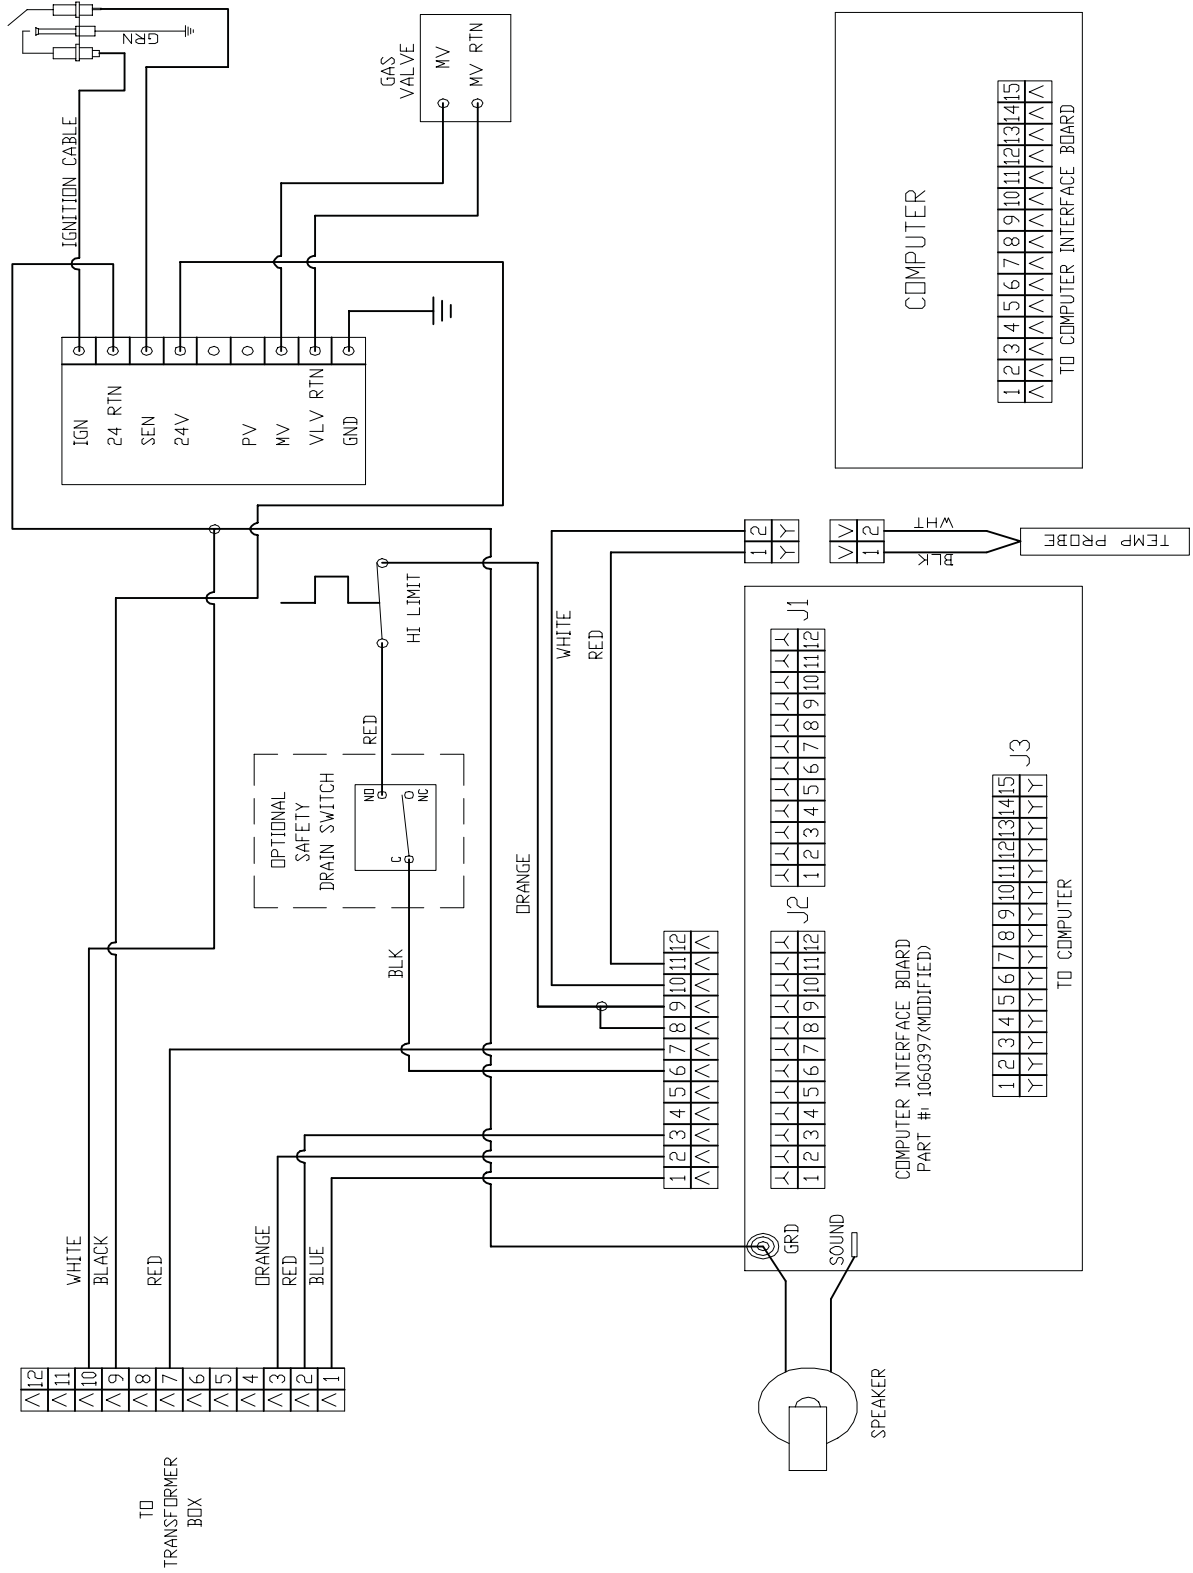 GRN
IGNITION CABLE
GAS
VALVE
MV
MV RTN
IGN
24 RTN
SEN
24V
PV
MV
VLV RTN
GND
COMPUTER
1 2 3 4 5 6 7 8 9 10 11 12 13 14 15
TO COMPUTER INTERFACE BOARD
HI LIMIT
RED
OPTIONAL
SAFETY
DRAIN SWITCH
NO
NC
C
BLK
ORANGE
WHITE
RED
1 2
1 2
WHT
BLK
TEMP PROBE
J1
1 2 3 4 5 6 7 8 9 10 11 12
J2
1 2 3 4 5 6 7 8 9 10 11 12
1 2 3 4 5 6 7 8 9 10 11 12
J3
1 2 3 4 5 6 7 8 9 10 11 12 13 14 15
TO COMPUTER
COMPUTER INTERFACE BOARD
PART #: 1060397(MODIFIED)
GRD
SOUND
SPEAKER
WHITE
BLACK
RED
ORANGE
RED
BLUE
12
11
10
9
8
7
6
5
4
3
2
1
TO
TRANSFORMER
BOX